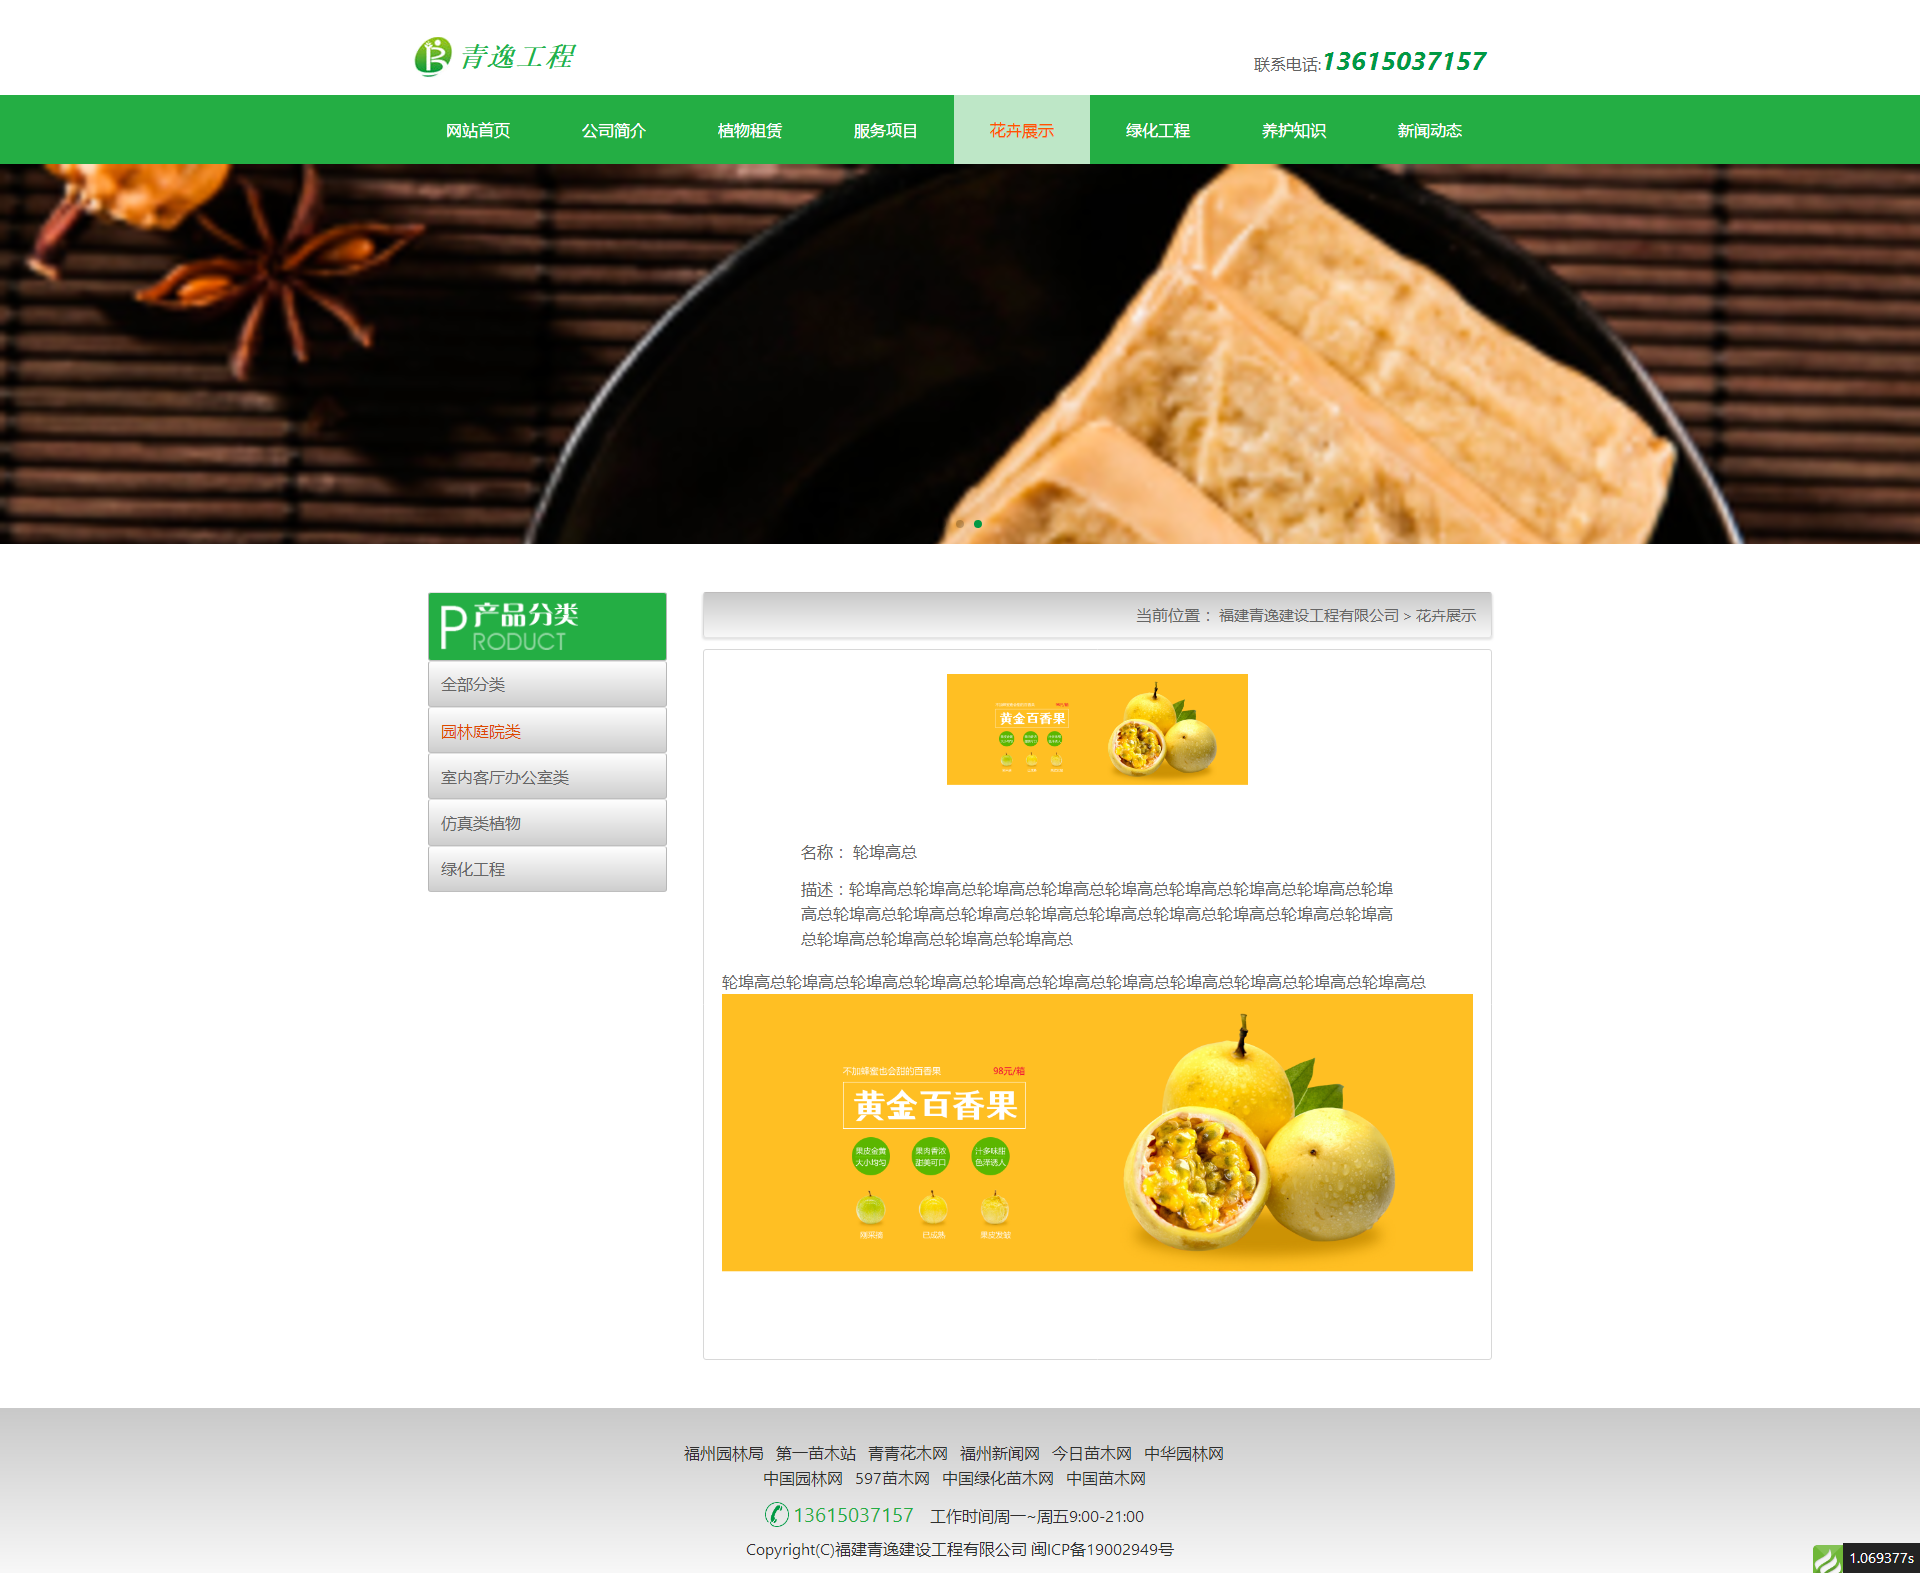 青逸工程
联系电话:13615037157
网站首页 公司简介 植物租赁 服务项目 花卉展示 绿化工程 养护知识 新闻动态
产品分类
PRODUCT
全部分类
园林庭院类
室内客厅办公室类
仿真类植物
绿化工程
当前位置： 福建青逸建设工程有限公司 > 花卉展示
黄金百香果
名称： 轮埠高总
描述：轮埠高总轮埠高总轮埠高总轮埠高总轮埠高总轮埠高总轮埠高总轮埠高总轮埠
高总轮埠高总轮埠高总轮埠高总轮埠高总轮埠高总轮埠高总轮埠高总轮埠高总轮埠高
总轮埠高总轮埠高总轮埠高总轮埠高总
轮埠高总轮埠高总轮埠高总轮埠高总轮埠高总轮埠高总轮埠高总轮埠高总轮埠高总轮埠高总轮埠高总
不加蜂蜜也会甜的百香果 98元/箱
黄金百香果
果皮金黄 果肉香浓 汁多味甜
大小均匀 甜美可口 色泽诱人
已成熟 果皮发皱
福州园林局 第一苗木站 青青花木网 福州新闻网 今日苗木网 中华园林网
中国园林网 597苗木网 中国绿化苗木网 中国苗木网
13615037157 工作时间周一~周五9:00-21:00
Copyright(C)福建青逸建设工程有限公司 闽ICP备19002949号
1.069377s